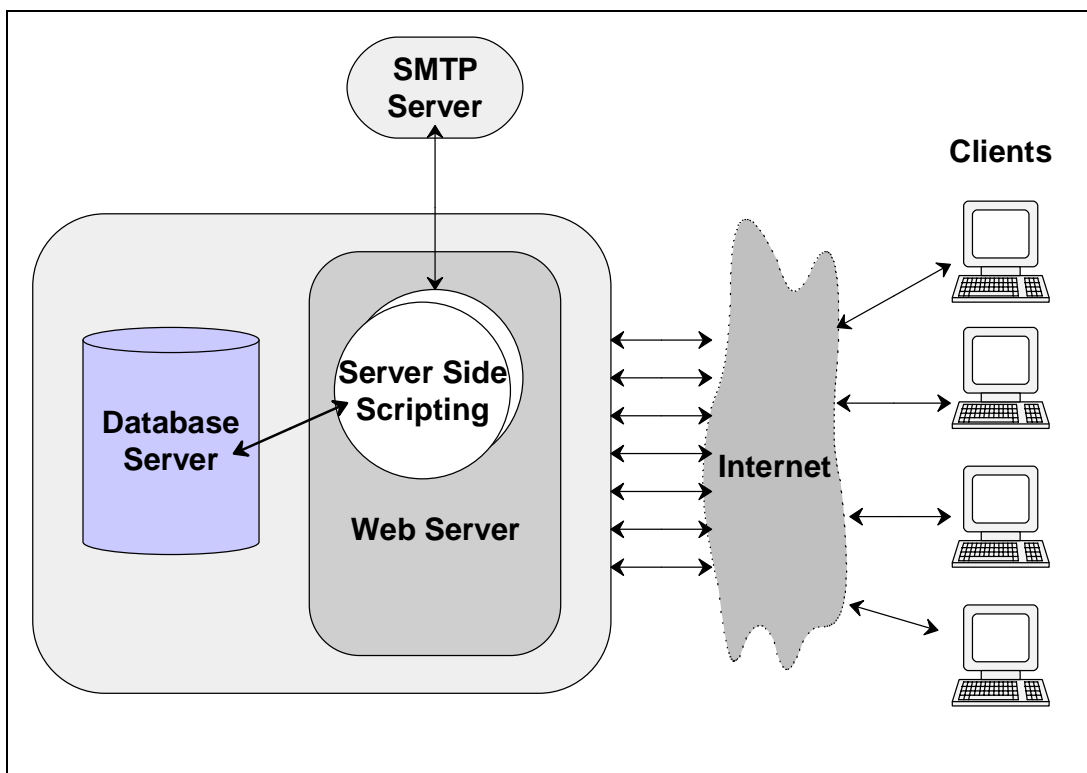 SMTP
Server
Clients
Server Side
Scripting
Database
Server
Internet
Web Server